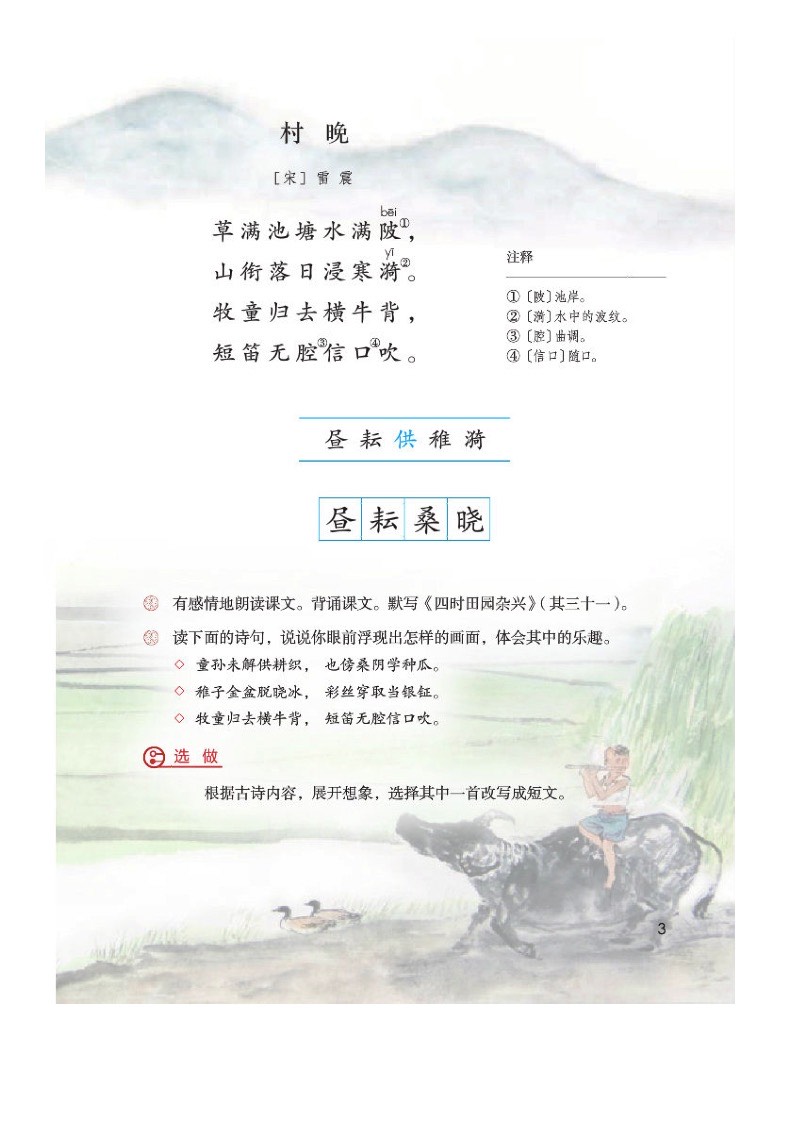 村晚
[宋] 雷震
bēi
草满池塘水满陂①，
yī
山衔落日浸寒漪②。
牧童归去横牛背，
短笛无腔③信口④吹。
注释
①〔陂〕池岸。
②〔漪〕水中的波纹。
③〔腔〕曲调。
④〔信口〕随口。
昼 耘 供 稚 漪
昼 耘 桑 晓
有感情地朗读课文。背诵课文。默写《四时田园杂兴》（其三十一）。
读下面的诗句，说说你眼前浮现出怎样的画面，体会其中的乐趣。
◇ 童孙未解供耕织，也傍桑阴学种瓜。
◇ 稚子金盆脱晓冰，彩丝穿取当银钲。
◇ 牧童归去横牛背，短笛无腔信口吹。
选做
根据古诗内容，展开想象，选择其中一首改写成短文。
3